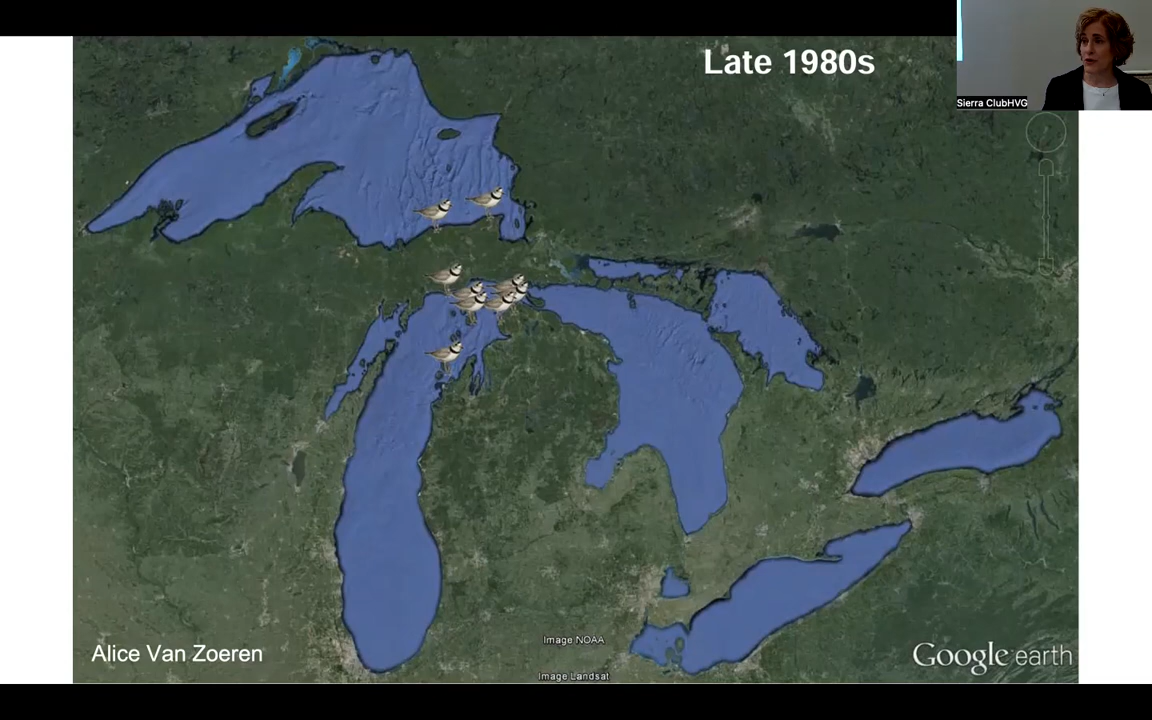 Late 1980s
Sierra ClubHVG
Image NOAA
Alice Van Zoeren
Google earth
Image Landsat